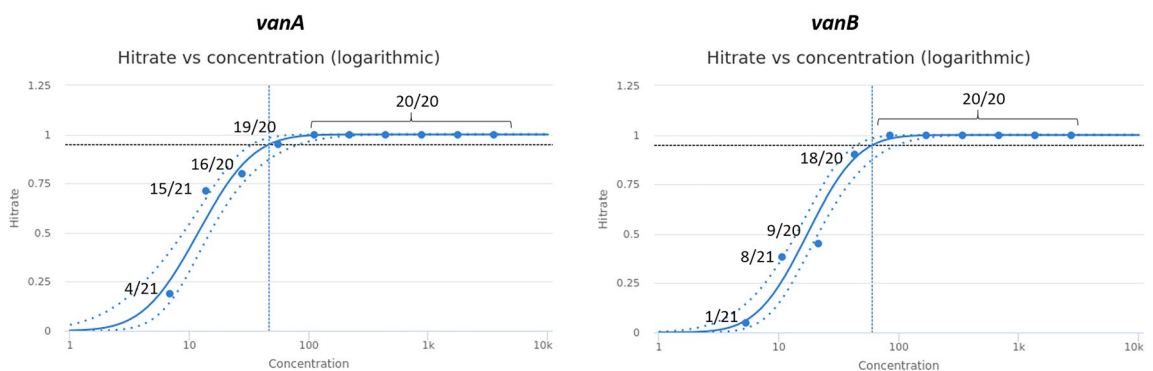 vanA
Hitrate vs concentration (logarithmic)
1.25
20/20
19/20
1
16/20
0.75
15/21
Hitrate
0.5
4/21
0.25
0
1
10
100
1k
10k
Concentration
vanB
Hitrate vs concentration (logarithmic)
1.25
20/20
1
18/20
0.75
Hitrate
9/20
0.5
8/21
0.25
1/21
0
1
10
100
1k
10k
Concentration